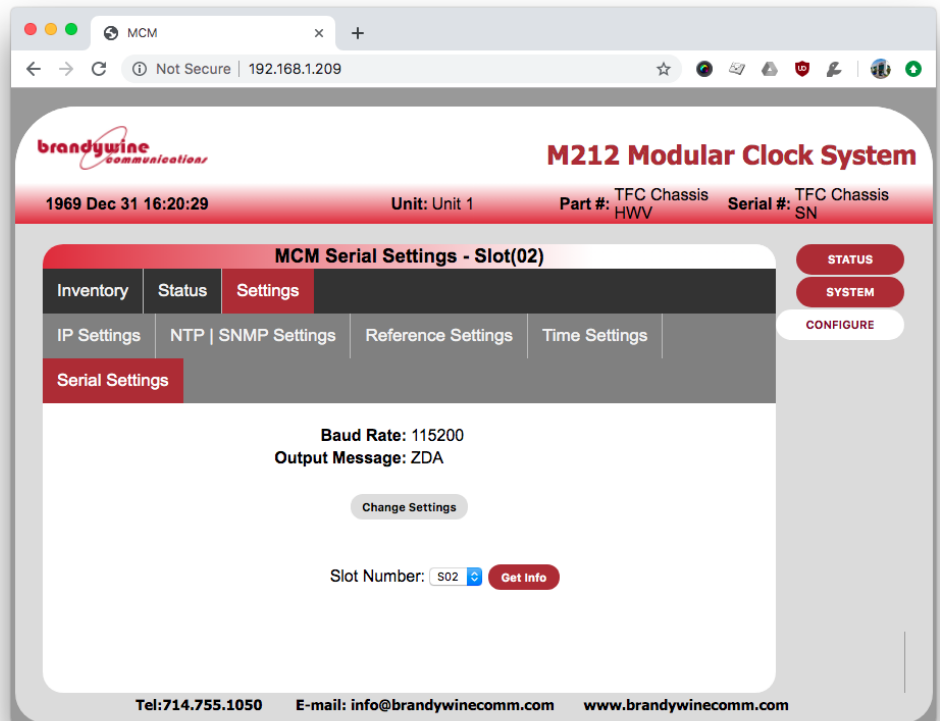 MCM
Not Secure | 192.168.1.209
brandywine
communications
M212 Modular Clock System
1969 Dec 31 16:20:29 Unit: Unit 1 Part #: TFC Chassis HWV Serial #: TFC Chassis SN
MCM Serial Settings - Slot(02)
STATUS
Inventory Status Settings
SYSTEM
IP Settings NTP | SNMP Settings Reference Settings Time Settings
CONFIGURE
Serial Settings
Baud Rate: 115200
Output Message: ZDA
Change Settings
Slot Number: S02 Get Info
Tel:714.755.1050 E-mail: info@brandywinecomm.com www.brandywinecomm.com